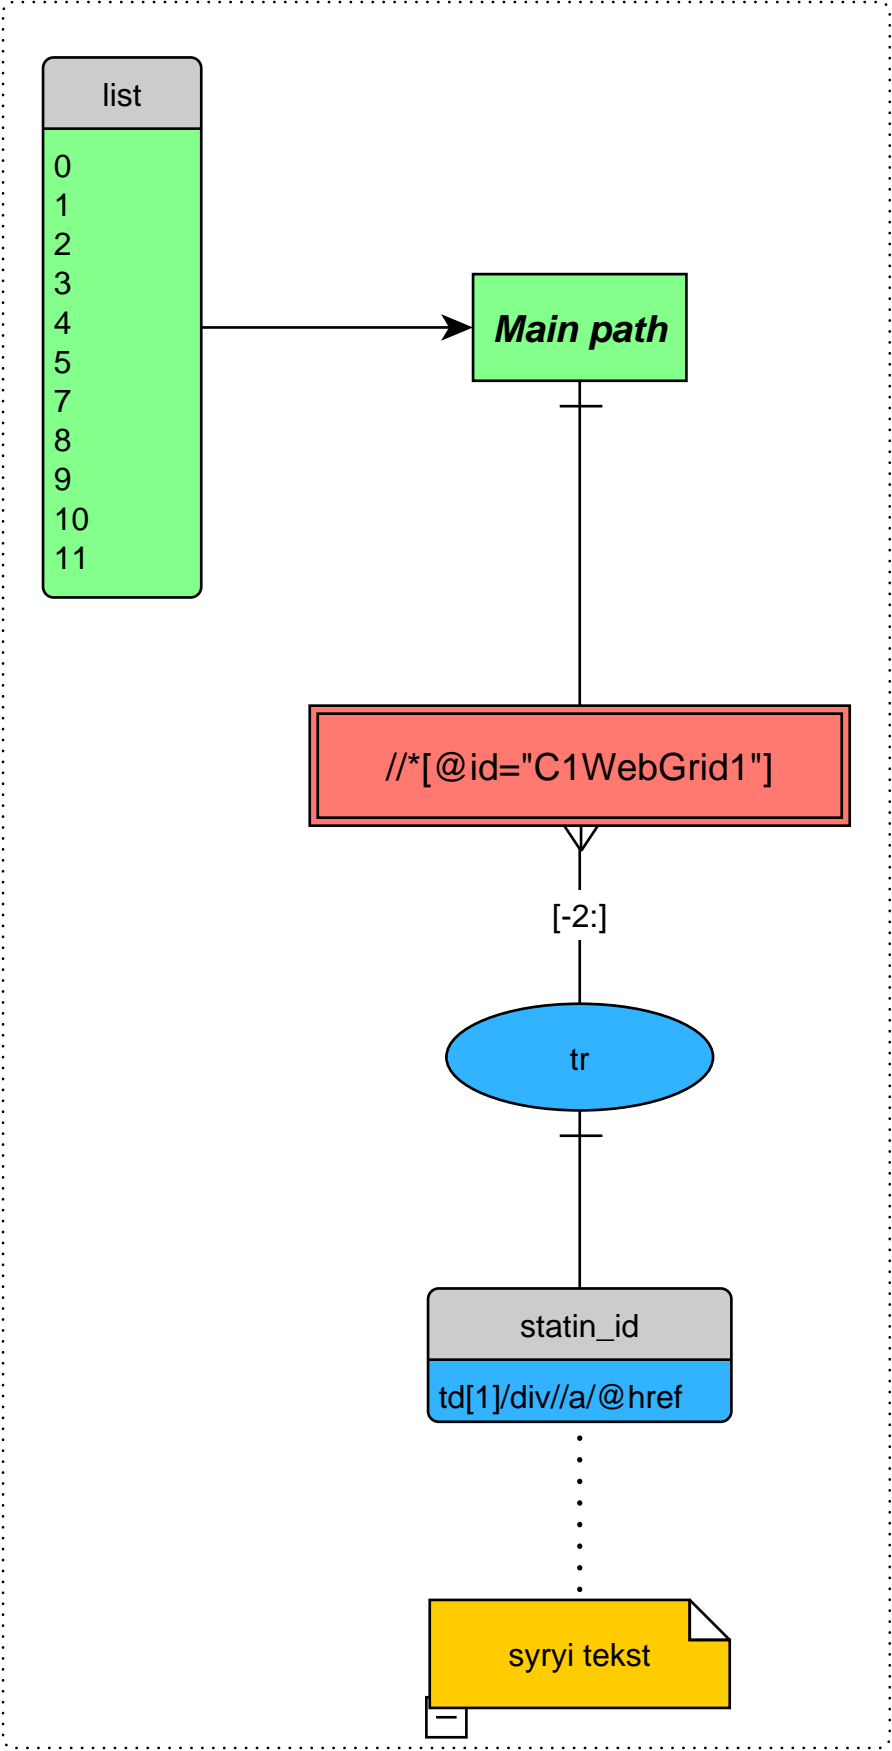 list
0
1
2
3
4
5
7
8
9
10
11
Main path
//*[@id="C1WebGrid1"]
[-2:]
tr
statin_id
td[1]/div//a/@href
syryi tekst